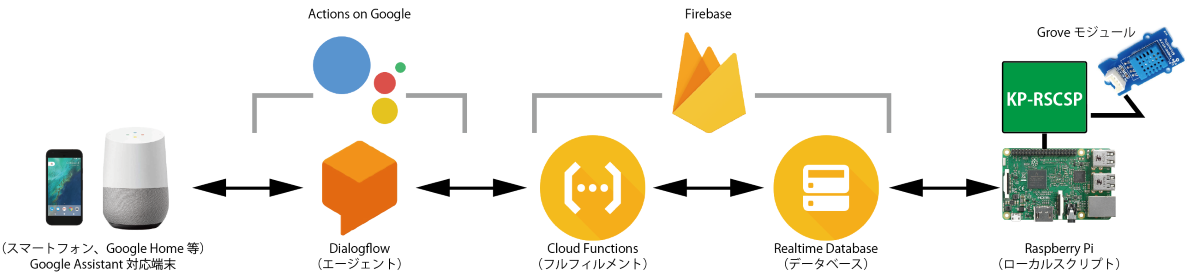 Actions on Google
Firebase
Grove モジュール
KP-RSCSP
（スマートフォン、Google Home 等）
Google Assistant 対応端末
Dialogflow
（エージェント）
Cloud Functions
（フルフィルメント）
Realtime Database
（データベース）
Raspberry Pi
（ローカルスクリプト）